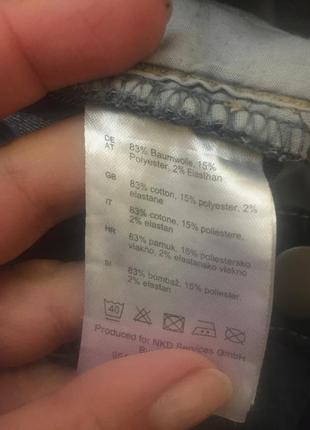 DE
AT
83% Baumwolle, 15%
Polyester, 2% Elasthan
GB
83% cotton, 15% polyester, 2%
elastane
IT
83% cotone, 15% poliestere,
2% elastane
HR
83% pamuk, 15% poliestersko
vlakno, 2% elastansko vlakno
SI
83% bombaž, 15% poliester,
2% elastan
40
Produced for NKD Services GmbH